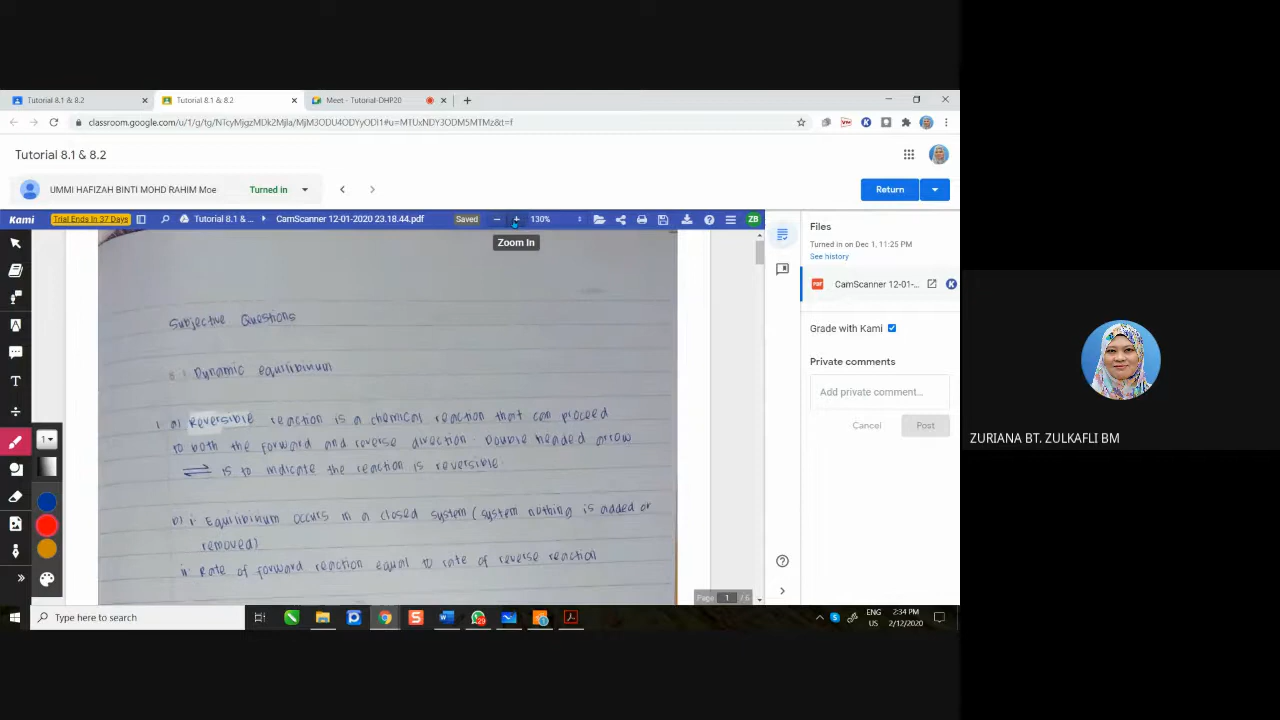 Tutorial 8.1 & 8.2
Tutorial 8.1 & 8.2
Meet - Tutorial-DHP20
classroom.google.com/u/1/g/tg/NTcyMjgzMDk2Mjla/MjM3ODU4ODYyODI1#u=MTUxNDY3ODM5MTMz&t=f
Tutorial 8.1 & 8.2
UMMI HAFIZAH BINTI MOHD RAHIM Moe
Turned in
Return
Kami
Trial Ends In 37 Days
Tutorial 8.1 & ...
CamScanner 12-01-2020 23.18.44.pdf
Saved
130%
ZB
Zoom In
Files
Turned in on Dec 1, 11:25 PM
See history
PDF
CamScanner 12-01-...
Grade with Kami
Private comments
Add private comment...
Cancel
Post
Subjective Questions
Dynamic equilibrium
1. a) Reversible reaction is a chemical reaction that can proceed
to both the forward and reverse direction. Double headed arrow
⇌ is to indicate the reaction is reversible.
b) i. Equilibrium occurs in a closed system (system nothing is added or
removed)
ii. Rate of forward reaction equal to rate of reverse reaction
Page 1 / 6
Type here to search
ENG
US
2:34 PM
2/12/2020
ZURIANA BT. ZULKAFLI BM